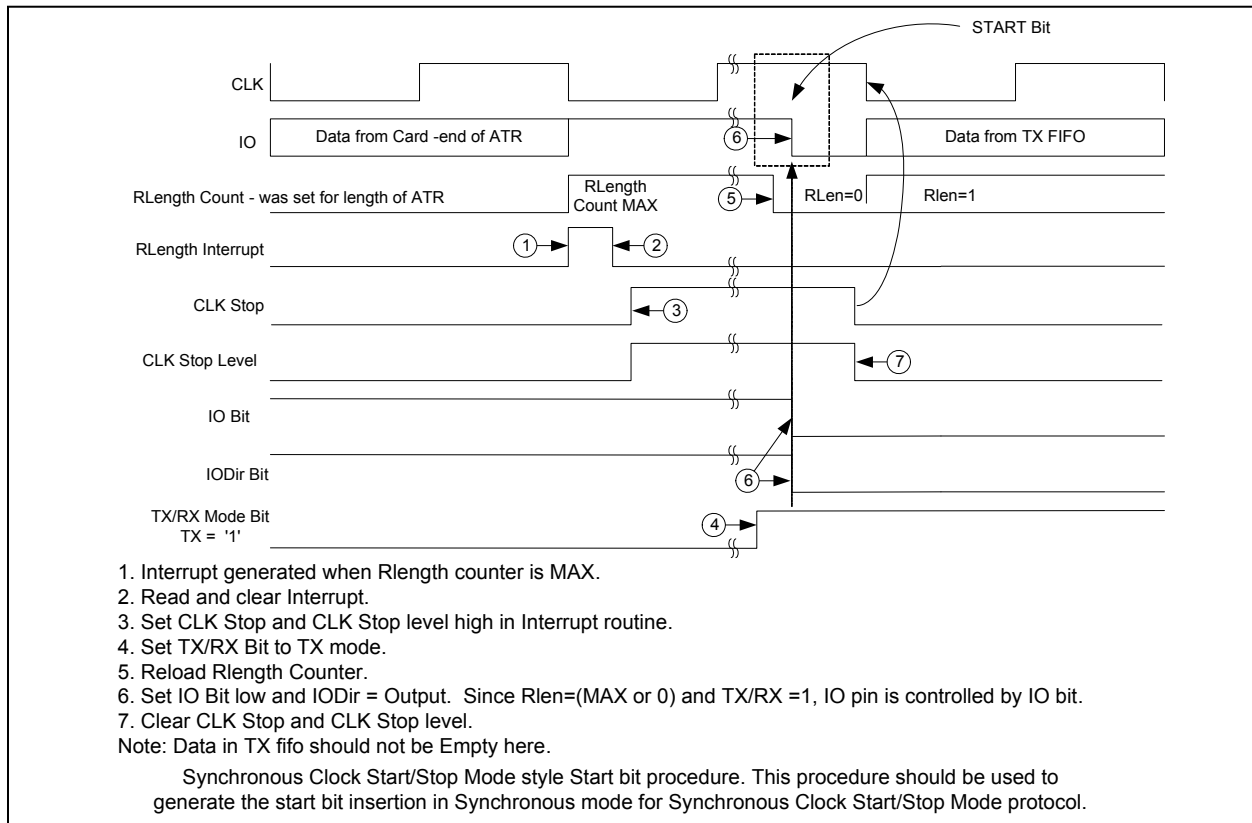 START Bit
CLK
IO
Data from Card -end of ATR
6
Data from TX FIFO
RLength Count - was set for length of ATR
RLength
Count MAX
5
RLen=0
Rlen=1
RLength Interrupt
1
2
CLK Stop
3
CLK Stop Level
7
IO Bit
IODir Bit
6
TX/RX Mode Bit
TX = '1'
4
1. Interrupt generated when Rlength counter is MAX.
2. Read and clear Interrupt.
3. Set CLK Stop and CLK Stop level high in Interrupt routine.
4. Set TX/RX Bit to TX mode.
5. Reload Rlength Counter.
6. Set IO Bit low and IODir = Output. Since Rlen=(MAX or 0) and TX/RX =1, IO pin is controlled by IO bit.
7. Clear CLK Stop and CLK Stop level.
Note: Data in TX fifo should not be Empty here.
Synchronous Clock Start/Stop Mode style Start bit procedure. This procedure should be used to
generate the start bit insertion in Synchronous mode for Synchronous Clock Start/Stop Mode protocol.